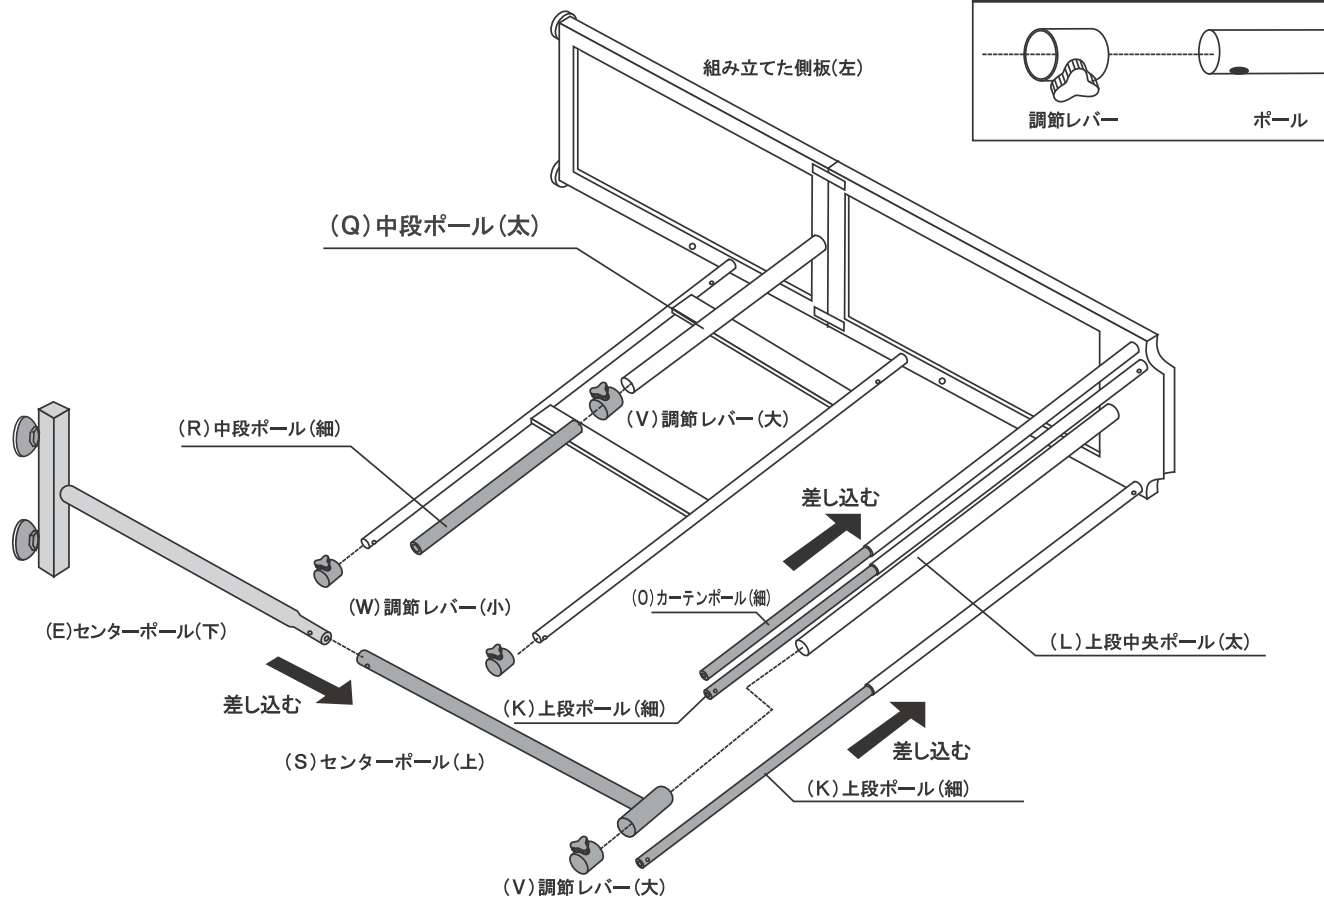 組み立てた側板(左)
調節レバー
ポール
(Q)中段ポール(太)
(R)中段ポール(細)
(V)調節レバー(大)
差し込む
(W)調節レバー(小)
(O)カーテンポール(細)
(E)センターポール(下)
(L)上段中央ポール(太)
差し込む
(K)上段ポール(細)
差し込む
(S)センターポール(上)
(K)上段ポール(細)
(V)調節レバー(大)